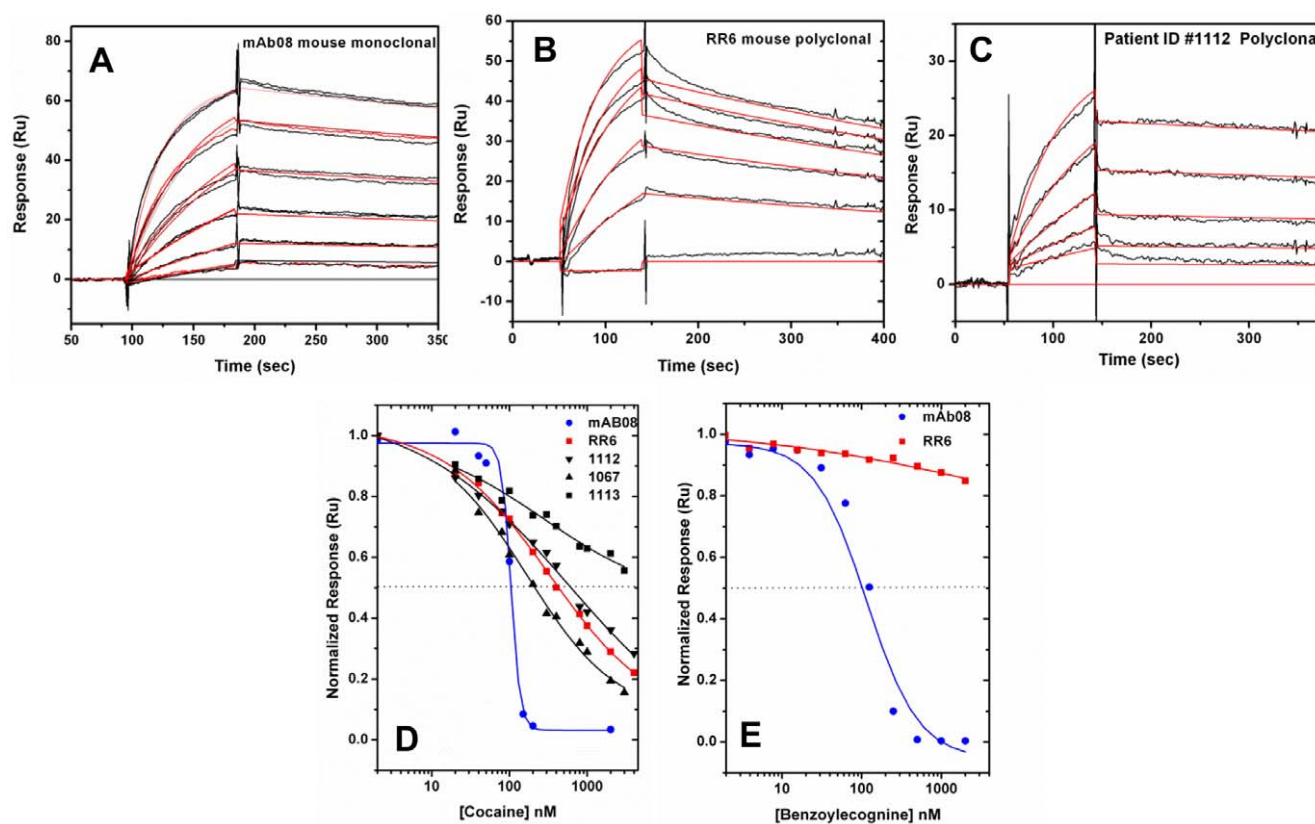 A
mAb08 mouse monoclonal
80
60
40
20
0
Response (Ru)
50 100 150 200 250 300 350
Time (sec)
B
RR6 mouse polyclonal
60
50
40
30
20
10
0
-10
Response (Ru)
0 100 200 300 400
Time (sec)
C
Patient ID #1112 Polyclona
30
20
10
0
Response (Ru)
0 100 200 300
Time (sec)
D
mAB08
RR6
1112
1067
1113
1.0
0.8
0.6
0.4
0.2
0.0
Normalized Response (Ru)
10 100 1000
[Cocaine] nM
E
mAb08
RR6
1.0
0.8
0.6
0.4
0.2
0.0
Normalized Response (Ru)
10 100 1000
[Benzoylecognine] nM